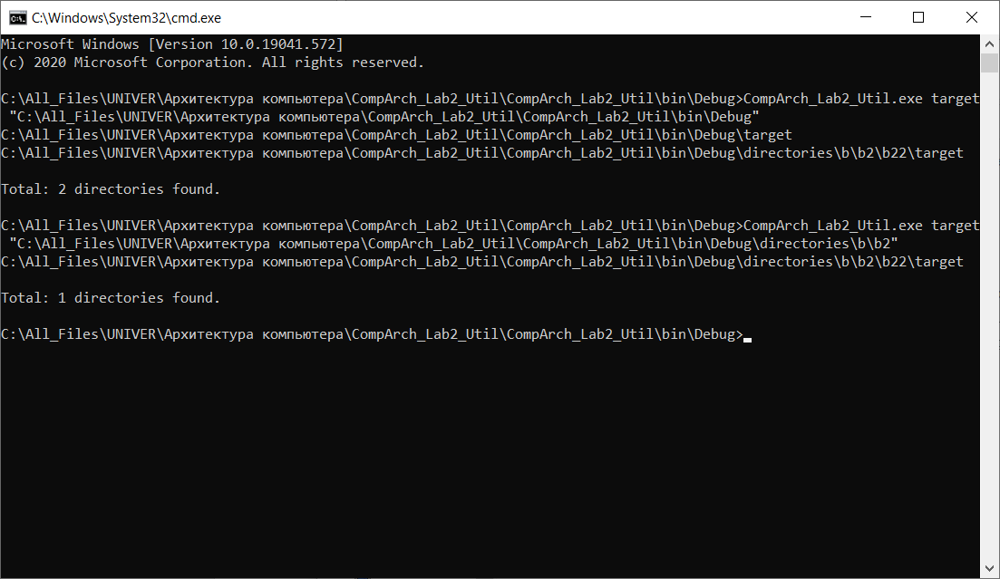 C:\Windows\System32\cmd.exe
Microsoft Windows [Version 10.0.19041.572]
(c) 2020 Microsoft Corporation. All rights reserved.
C:\All_Files\UNIVER\Архитектура компьютера\CompArch_Lab2_Util\CompArch_Lab2_Util\bin\Debug>CompArch_Lab2_Util.exe target
"C:\All_Files\UNIVER\Архитектура компьютера\CompArch_Lab2_Util\CompArch_Lab2_Util\bin\Debug"
C:\All_Files\UNIVER\Архитектура компьютера\CompArch_Lab2_Util\CompArch_Lab2_Util\bin\Debug\target
C:\All_Files\UNIVER\Архитектура компьютера\CompArch_Lab2_Util\CompArch_Lab2_Util\bin\Debug\directories\b\b2\b22\target
Total: 2 directories found.
C:\All_Files\UNIVER\Архитектура компьютера\CompArch_Lab2_Util\CompArch_Lab2_Util\bin\Debug>CompArch_Lab2_Util.exe target
"C:\All_Files\UNIVER\Архитектура компьютера\CompArch_Lab2_Util\CompArch_Lab2_Util\bin\Debug\directories\b\b2"
C:\All_Files\UNIVER\Архитектура компьютера\CompArch_Lab2_Util\CompArch_Lab2_Util\bin\Debug\directories\b\b2\b22\target
Total: 1 directories found.
C:\All_Files\UNIVER\Архитектура компьютера\CompArch_Lab2_Util\CompArch_Lab2_Util\bin\Debug>